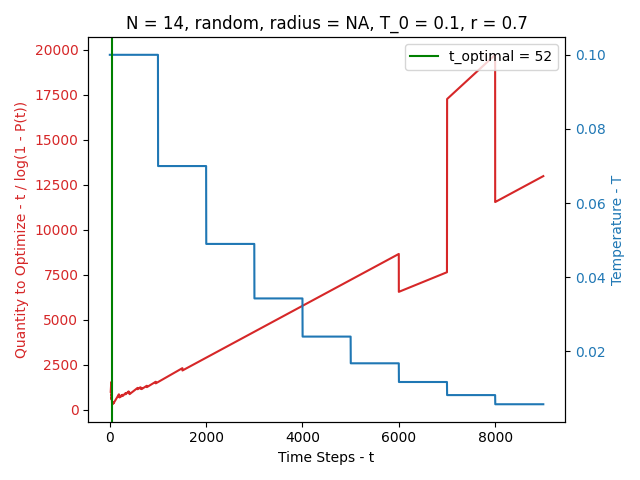 N = 14, random, radius = NA, T_0 = 0.1, r = 0.7
t_optimal = 52
Quantity to Optimize - t / log(1 - P(t))
20000
17500
15000
12500
10000
7500
5000
2500
0
0.10
0.08
0.06
0.04
0.02
Temperature - T
0 2000 4000 6000 8000
Time Steps - t